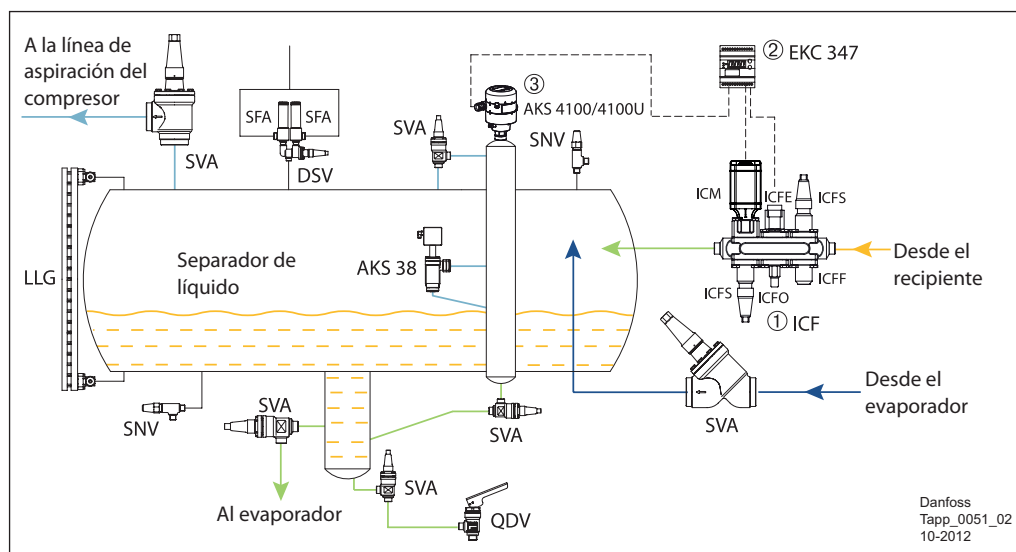 A la línea de
aspiración del
compresor
SVA
SFA
SFA
DSV
SVA
③
AKS 4100/4100U
SNV
② EKC 347
ICM
ICFE
ICFS
Desde el
recipiente
ICFS
ICFO
ICFF
① ICF
LLG
Separador de
líquido
AKS 38
Desde el
evaporador
SVA
SNV
SVA
SVA
Al evaporador
SVA
QDV
Danfoss
Tapp_0051_02
10-2012